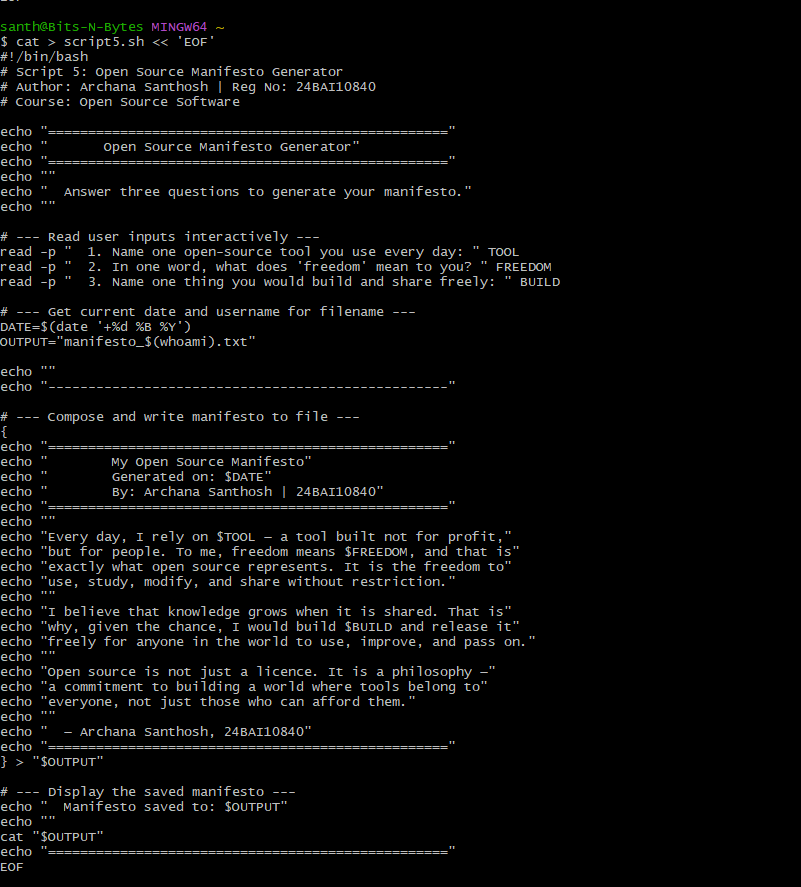 santh@Bits-N-Bytes MINGW64 ~
$ cat > script5.sh << 'EOF'
#!/bin/bash
# Script 5: Open Source Manifesto Generator
# Author: Archana Santhosh | Reg No: 24BAI10840
# Course: Open Source Software

echo "=================================================="
echo "       Open Source Manifesto Generator"
echo "=================================================="
echo ""
echo "  Answer three questions to generate your manifesto."
echo ""

# --- Read user inputs interactively ---
read -p "  1. Name one open-source tool you use every day: " TOOL
read -p "  2. In one word, what does 'freedom' mean to you? " FREEDOM
read -p "  3. Name one thing you would build and share freely: " BUILD

# --- Get current date and username for filename ---
DATE=$(date '+%d %B %Y')
OUTPUT="manifesto_$(whoami).txt"

echo ""
echo "--------------------------------------------------"

# --- Compose and write manifesto to file ---
{
echo "=================================================="
echo "        My Open Source Manifesto"
echo "        Generated on: $DATE"
echo "        By: Archana Santhosh | 24BAI10840"
echo "=================================================="
echo ""
echo "Every day, I rely on $TOOL — a tool built not for profit,"
echo "but for people. To me, freedom means $FREEDOM, and that is"
echo "exactly what open source represents. It is the freedom to"
echo "use, study, modify, and share without restriction."
echo ""
echo "I believe that knowledge grows when it is shared. That is"
echo "why, given the chance, I would build $BUILD and release it"
echo "freely for anyone in the world to use, improve, and pass on."
echo ""
echo "Open source is not just a licence. It is a philosophy —"
echo "a commitment to building a world where tools belong to"
echo "everyone, not just those who can afford them."
echo ""
echo "  — Archana Santhosh, 24BAI10840"
echo "=================================================="
} > "$OUTPUT"

# --- Display the saved manifesto ---
echo "  Manifesto saved to: $OUTPUT"
echo ""
cat "$OUTPUT"
echo "=================================================="
EOF